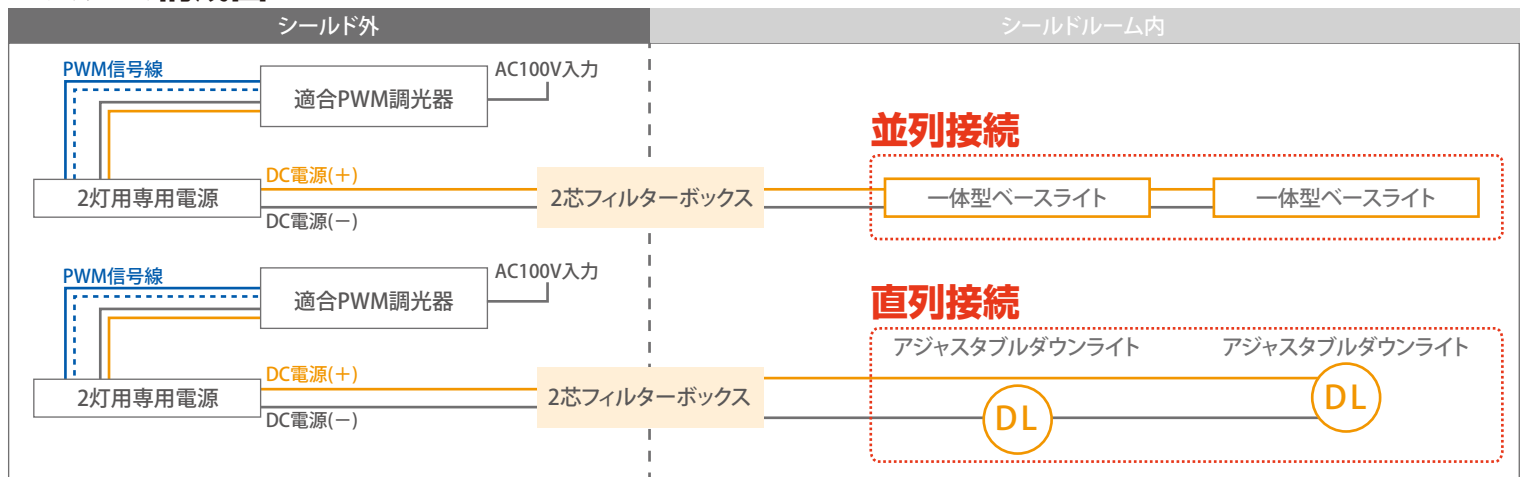 シールド外
シールドルーム内
PWM信号線
適合PWM調光器
AC100V入力
並列接続
2灯用専用電源
DC電源(+)
DC電源(-)
2芯フィルターボックス
一体型ベースライト
一体型ベースライト
PWM信号線
適合PWM調光器
AC100V入力
直列接続
アジャスタブルダウンライト
アジャスタブルダウンライト
2灯用専用電源
DC電源(+)
DC電源(-)
2芯フィルターボックス
DL
DL